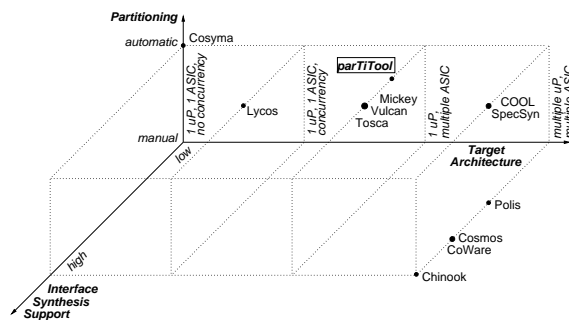 Partitioning
automatic
Cosyma
1 uP, 1 ASIC,
no concurrency
Lycos
1 uP, 1 ASIC,
concurrency
parTiTool
Mickey
Vulcan
Tosca
1 uP,
multiple ASIC
COOL
SpecSyn
multiple uP,
multiple ASIC
manual
low
Target
Architecture
Polis
Cosmos
CoWare
Chinook
high
Interface
Synthesis
Support